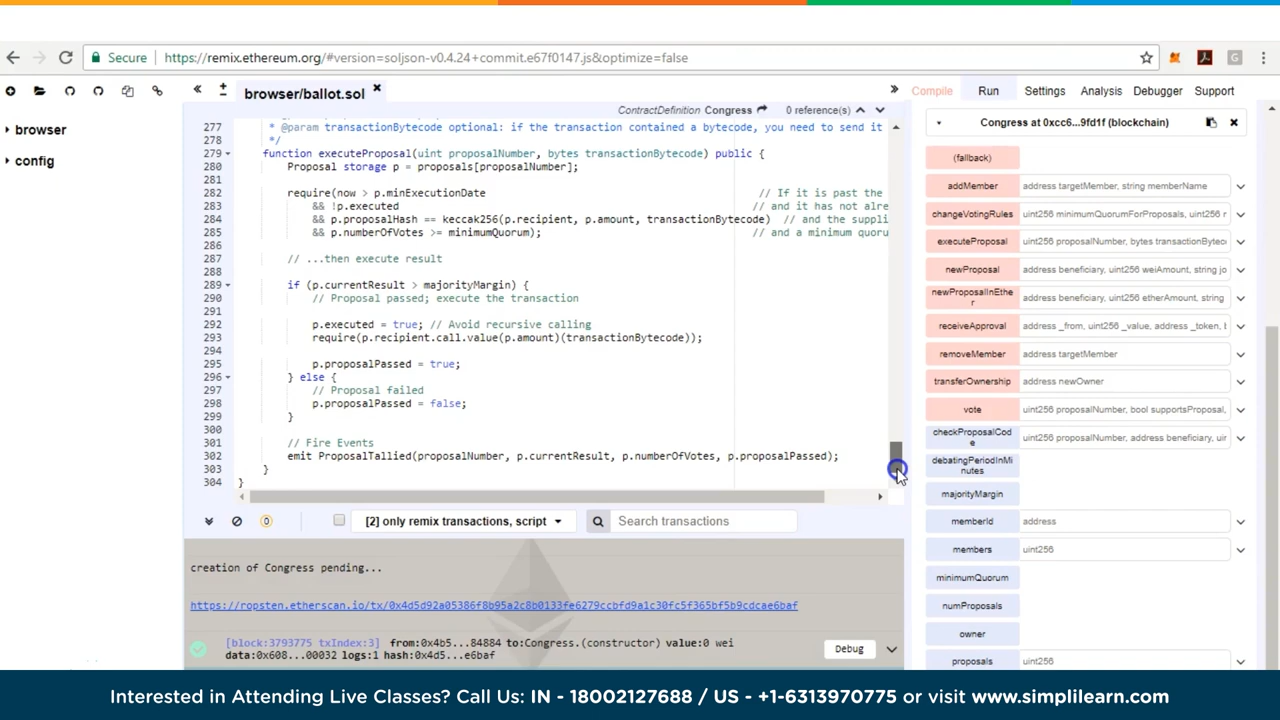 Secure
https://remix.ethereum.org/#version=soljson-v0.4.24+commit.e67f0147.js&optimize=false
browser/ballot.sol
Compile Run Settings Analysis Debugger Support
browser
config
ContractDefinition Congress 0 reference(s)
277 * @param transactionBytecode optional: if the transaction contained a bytecode, you need to send it
278 */
279 function executeProposal(uint proposalNumber, bytes transactionBytecode) public {
280 Proposal storage p = proposals[proposalNumber];
281
282 require(now > p.minExecutionDate // If it is past the
283 && !p.executed // and it has not alre
284 && p.proposalHash == keccak256(p.recipient, p.amount, transactionBytecode) // and the suppli
285 && p.numberOfVotes >= minimumQuorum); // and a minimum quoru
286
287 // ...then execute result
288
289 if (p.currentResult > majorityMargin) {
290 // Proposal passed; execute the transaction
291
292 p.executed = true; // Avoid recursive calling
293 require(p.recipient.call.value(p.amount)(transactionBytecode));
294
295 p.proposalPassed = true;
296 } else {
297 // Proposal failed
298 p.proposalPassed = false;
299 }
300
301 // Fire Events
302 emit ProposalTallied(proposalNumber, p.currentResult, p.numberOfVotes, p.proposalPassed);
303 }
304 }
0
[2] only remix transactions, script
Search transactions
creation of Congress pending...
https://ropsten.etherscan.io/tx/0x4d5d92a05386f8b95a2c8b0133fe6279ccbfd9a1c30fc5f365bf5b9cdcae6baf
[block:3793775 txIndex:3] from:0x4b5...84884 to:Congress.(constructor) value:0 wei
data:0x608...00032 logs:1 hash:0x4d5...e6baf
Debug
Congress at 0xcc6...9fd1f (blockchain)
(fallback)
addMember address targetMember, string memberName
changeVotingRules uint256 minimumQuorumForProposals, uint256 r
executeProposal uint256 proposalNumber, bytes transactionBytec
newProposal address beneficiary, uint256 weiAmount, string jo
newProposalInEthe
r
address beneficiary, uint256 etherAmount, string
receiveApproval address _from, uint256 _value, address _token, b
removeMember address targetMember
transferOwnership address newOwner
vote uint256 proposalNumber, bool supportsProposal,
checkProposalCod
e
uint256 proposalNumber, address beneficiary, uir
debatingPeriodInMi
nutes
majorityMargin
memberId address
members uint256
minimumQuorum
numProposals
owner
proposals uint256
Interested in Attending Live Classes? Call Us: IN - 18002127688 / US - +1-6313970775 or visit www.simplilearn.com